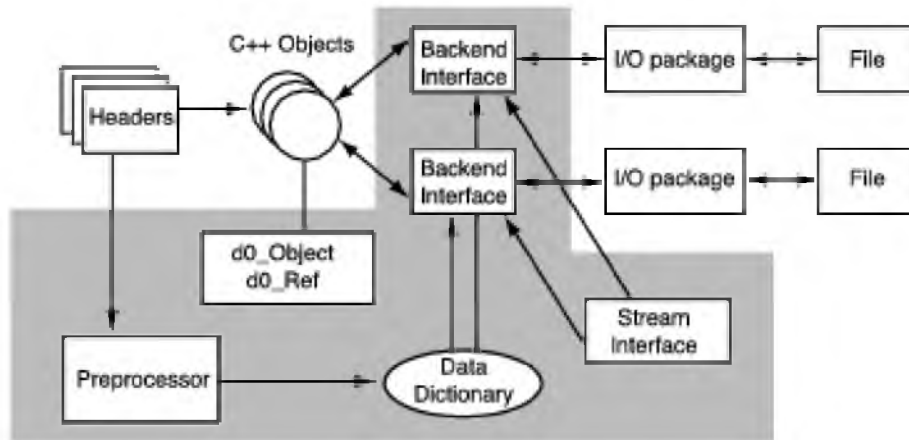 C++ Objects
Backend
Interface
I/O package
File
Headers
Backend
Interface
I/O package
File
d0_Object
d0_Ref
Stream
Interface
Preprocessor
Data
Dictionary